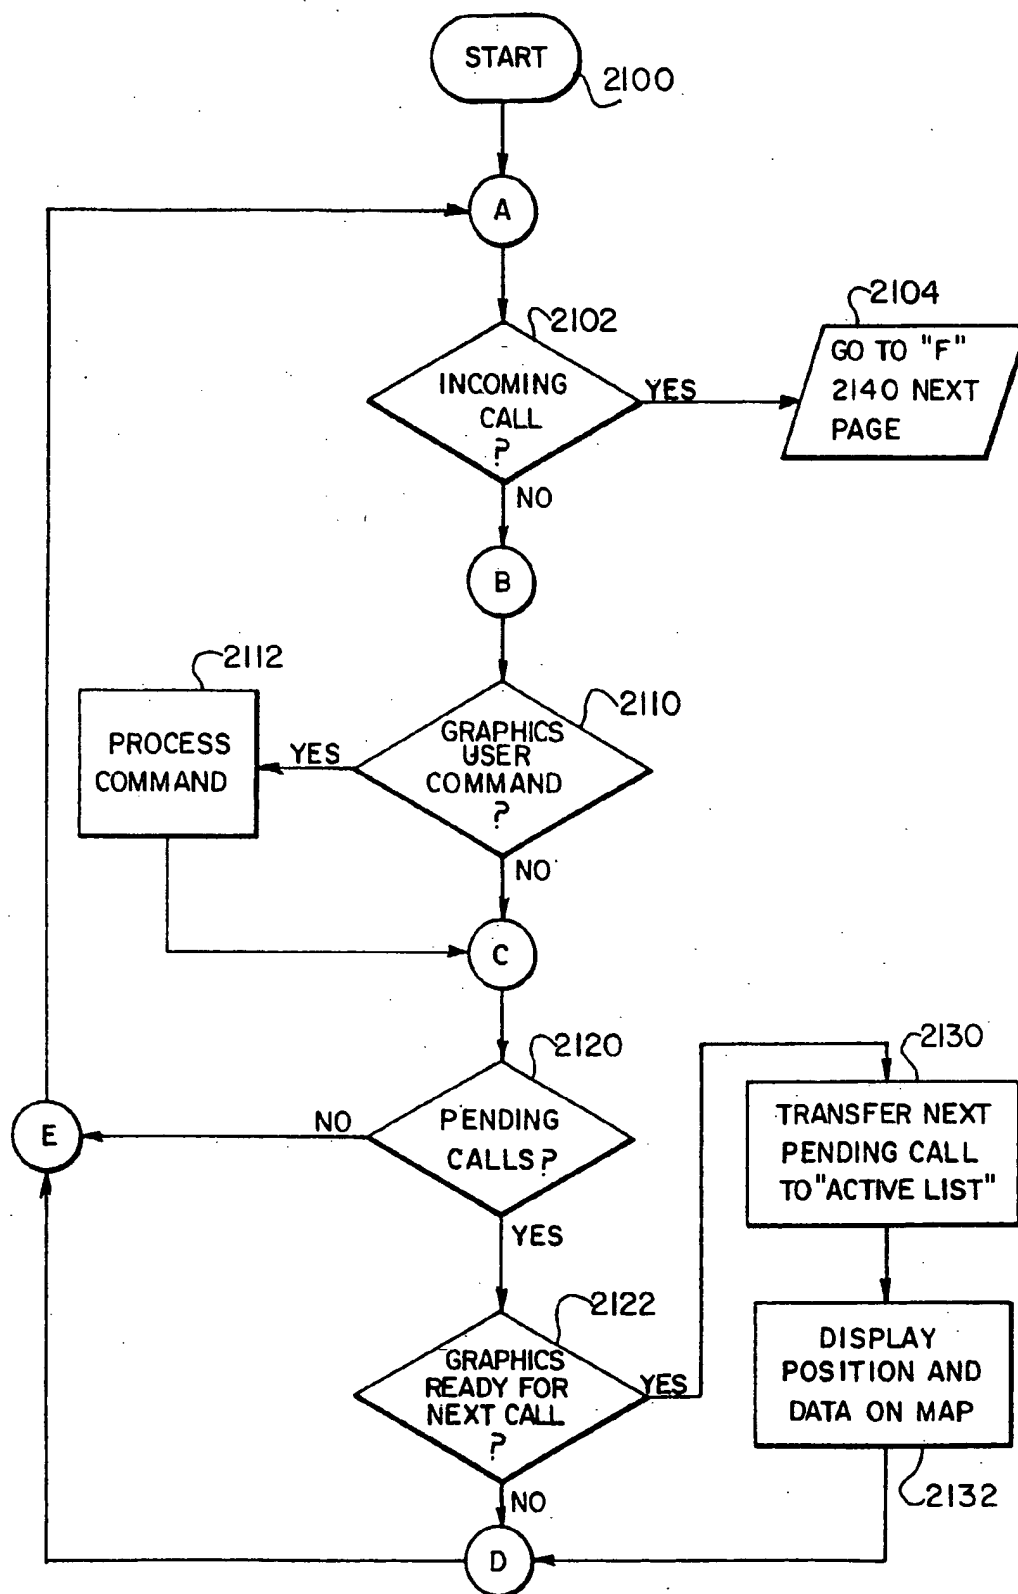 START
2100
A
2102
INCOMING
CALL
?
YES
2104
GO TO "F"
2140 NEXT
PAGE
NO
B
2112
PROCESS
COMMAND
YES
2110
GRAPHICS
USER
COMMAND
?
NO
C
2120
PENDING
CALLS?
NO
E
YES
2130
TRANSFER NEXT
PENDING CALL
TO "ACTIVE LIST"
2122
GRAPHICS
READY FOR
NEXT CALL
?
YES
DISPLAY
POSITION AND
DATA ON MAP
2132
NO
D